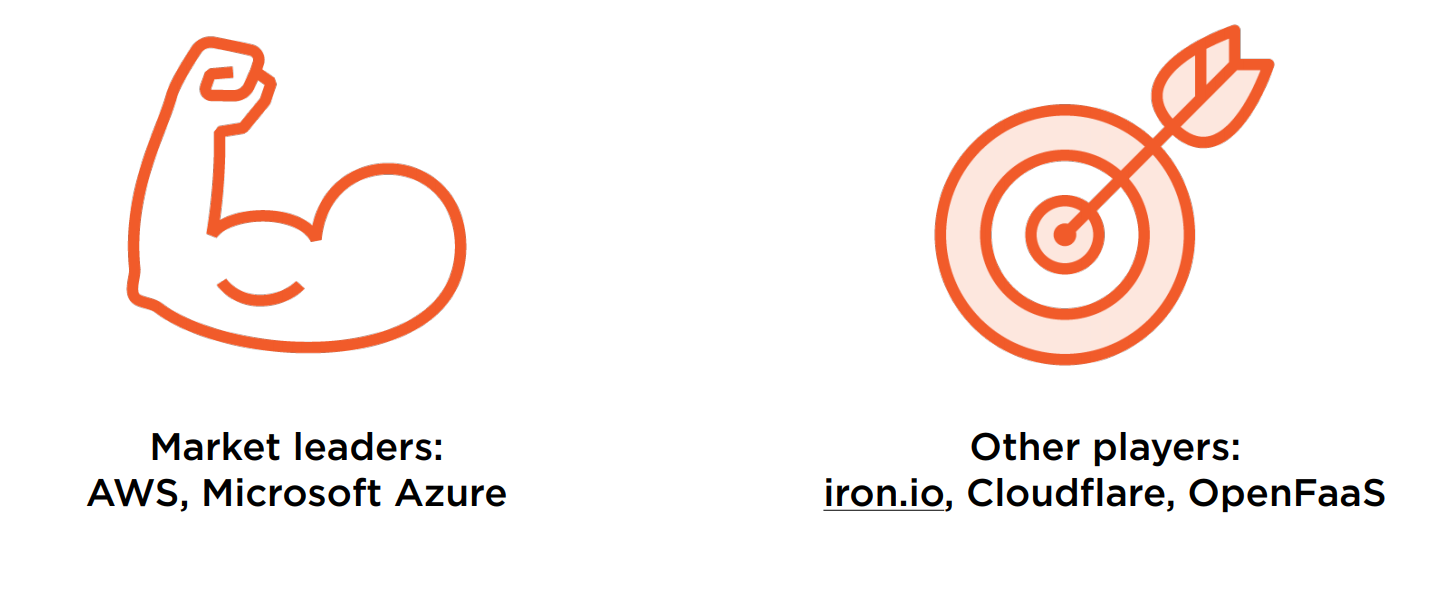 Market leaders:
AWS, Microsoft Azure
Other players:
iron.io, Cloudflare, OpenFaaS